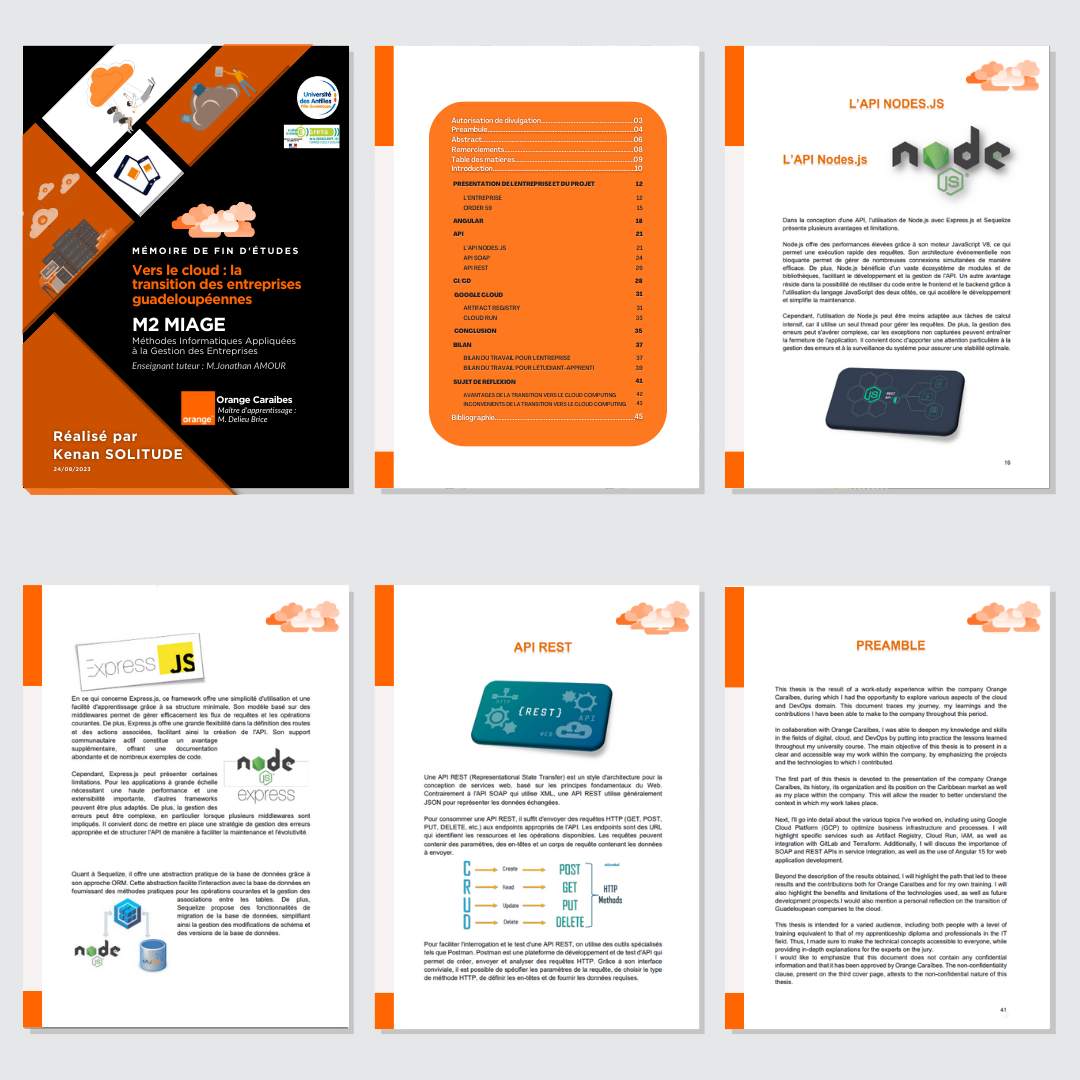 Université
des Antilles
Pôle Guadeloupe
GRETA
MÉMOIRE DE FIN D'ÉTUDES
Vers le cloud : la
transition des entreprises
guadeloupéennes
M2 MIAGE
Méthodes Informatiques Appliquées
à la Gestion des Entreprises
Enseignant tuteur : M.Jonathan AMOUR
orange
Orange Caraibes
Maître d'apprentissage :
M. Delieu Brice
Réalisé par
Kenan SOLITUDE
24/08/2023
Autorisation de divulgation 03
Preambule 04
Abstract 06
Remerciements 08
Table des matières 09
Introduction 10
PRESENTATION DE L'ENTREPRISE ET DU PROJET 12
L'ENTREPRISE 12
ORDER 59 15
ANGULAR 18
API 21
L'API NODES.JS 21
API SOAP 24
API REST 26
CI/CD 28
GOOGLE CLOUD 31
ARTIFACT REGISTRY 31
CLOUD RUN 33
CONCLUSION 35
BILAN 37
BILAN DU TRAVAIL POUR L'ENTREPRISE 37
BILAN DU TRAVAIL POUR L'ÉTUDIANT-APPRENTI 39
SUJET DE REFLEXION 41
AVANTAGES DE LA TRANSITION VERS LE CLOUD COMPUTING 42
INCONVENIENTS DE LA TRANSITION VERS LE CLOUD COMPUTING 43
Bibliographie 45
L'API NODES.JS
L'API Nodes.js
node
JS
Dans la conception d'une API, l'utilisation de Node.js avec Express.js et Sequelize
présente plusieurs avantages et limitations.
Node.js offre des performances élevées grâce à son moteur JavaScript V8, ce qui
permet une exécution rapide des requêtes. Son architecture événementielle non
bloquante permet de gérer de nombreuses connexions simultanées de manière
efficace. De plus, Node.js bénéficie d'un vaste écosystème de modules et de
bibliothèques, facilitant le développement et la gestion de l'API. Un autre avantage
réside dans la possibilité de réutiliser du code entre le frontend et le backend grâce à
l'utilisation du langage JavaScript des deux côtés, ce qui accélère le développement
et simplifie la maintenance.
Cependant, l'utilisation de Node.js peut être moins adaptée aux tâches de calcul
intensif, car il utilise un seul thread pour gérer les requêtes. De plus, la gestion des
erreurs peut s'avérer complexe, car les exceptions non capturées peuvent entraîner
la fermeture de l'application. Il convient donc d'apporter une attention particulière à la
gestion des erreurs et à la surveillance du système pour assurer une stabilité optimale.
JS
REST
API
Express JS
En ce qui concerne Express.js, ce framework offre une simplicité d'utilisation et une
facilité d'apprentissage grâce à sa structure minimale. Son modèle basé sur des
middlewares permet de gérer efficacement les flux de requêtes et les opérations
courantes. De plus, Express.js offre une grande flexibilité dans la définition des routes
et des actions associées, facilitant ainsi la création de l'API. Son support
communautaire actif constitue un avantage
supplémentaire, offrant une documentation
abondante et de nombreux exemples de code.
node
JS
express
Cependant, Express.js peut présenter certaines
limitations. Pour les applications à grande échelle
nécessitant une haute performance et une
extensibilité importante, d'autres frameworks
peuvent être plus adaptés. De plus, la gestion des
erreurs peut être complexe, en particulier lorsque plusieurs middlewares sont
impliqués. Il convient donc de mettre en place une stratégie de gestion des erreurs
appropriée et de structurer l'API de manière à faciliter la maintenance et l'évolutivité.
Quant à Sequelize, il offre une abstraction pratique de la base de données grâce à
son approche ORM. Cette abstraction facilite l'interaction avec la base de données en
fournissant des méthodes pratiques pour les opérations courantes et la gestion des
associations entre les tables. De plus,
Sequelize propose des fonctionnalités de
migration de la base de données, simplifiant
ainsi la gestion des modifications de schéma et
des versions de la base de données.
node
JS
API REST
HTTP
{REST}
API
WEB
Une API REST (Representational State Transfer) est un style d'architecture pour la
conception de services web, basé sur les principes fondamentaux du Web.
Contrairement à l'API SOAP qui utilise XML, une API REST utilise généralement
JSON pour représenter les données échangées.
Pour consommer une API REST, il suffit d'envoyer des requêtes HTTP (GET, POST,
PUT, DELETE, etc.) aux endpoints appropriés de l'API. Les endpoints sont des URL
qui identifient les ressources et les opérations disponibles. Les requêtes peuvent
contenir des paramètres, des en-têtes et un corps de requête contenant les données
à envoyer.
C Create POST
R Read GET
U Update PUT
D Delete DELETE
HTTP
Methods
Pour faciliter l'interrogation et le test d'une API REST, on utilise des outils spécialisés
tels que Postman. Postman est une plateforme de développement et de test d'API qui
permet de créer, envoyer et analyser des requêtes HTTP. Grâce à son interface
conviviale, il est possible de spécifier les paramètres de la requête, de choisir le type
de méthode HTTP, de définir les en-têtes et de fournir les données requises.
PREAMBLE
This thesis is the result of a work-study experience within the company Orange
Caraïbes, during which I had the opportunity to explore various aspects of the cloud
and DevOps domain. This document traces my journey, my learnings and the
contributions I have been able to make to the company throughout this period.
In collaboration with Orange Caraïbes, I was able to deepen my knowledge and skills
in the fields of digital, cloud, and DevOps by putting into practice the lessons learned
throughout my university course. The main objective of this thesis is to present in a
clear and accessible way my work within the company, by emphasizing the projects
and the technologies to which I contributed.
The first part of this thesis is devoted to the presentation of the company Orange
Caraïbes, its history, its organization and its position on the Caribbean market as well
as my place within the company. This will allow the reader to better understand the
context in which my work takes place.
Next, I'll go into detail about the various topics I've worked on, including using Google
Cloud Platform (GCP) to optimize business infrastructure and processes. I will
highlight specific services such as Artifact Registry, Cloud Run, IAM, as well as
integration with GitLab and Terraform. Additionally, I will discuss the importance of
SOAP and REST APIs in service integration, as well as the use of Angular 15 for web
application development.
Beyond the description of the results obtained, I will highlight the path that led to these
results and the contributions both for Orange Caraïbes and for my own training. I will
also highlight the benefits and limitations of the technologies used, as well as future
development prospects.I would also mention a personal reflection on the transition of
Guadeloupean companies to the cloud.
This thesis is intended for a varied audience, including both people with a level of
training equivalent to that of my apprenticeship diploma and professionals in the IT
field. Thus, I made sure to make the technical concepts accessible to everyone, while
providing in-depth explanations for the experts on the jury.
I would like to emphasize that this document does not contain any confidential
information and that it has been approved by Orange Caraïbes. The non-confidentiality
clause, present on the third cover page, attests to the non-confidential nature of this
thesis.
41